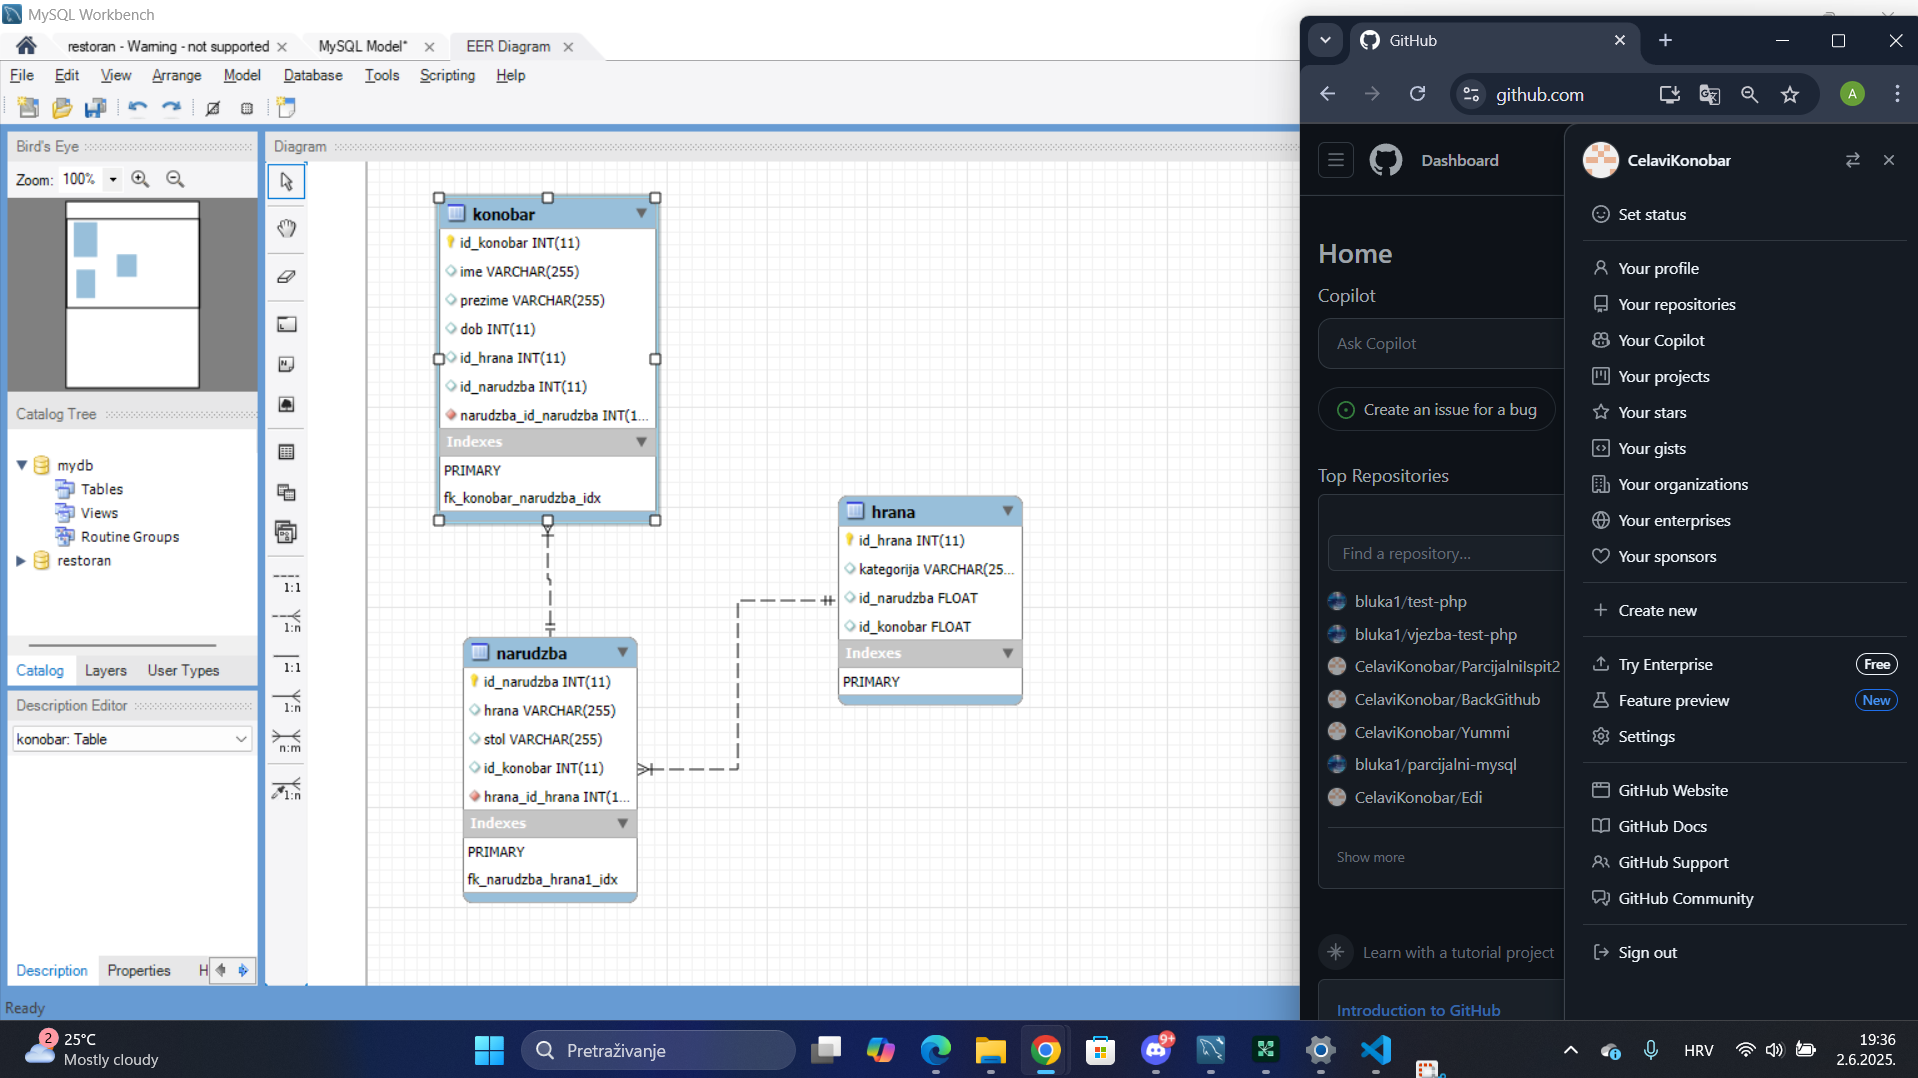 MySQL Workbench
restoran - Warning - not supported
MySQL Model*
EER Diagram
File Edit View Arrange Model Database Tools Scripting Help
Bird's Eye
Zoom: 100%
Catalog Tree
mydb
Tables
Views
Routine Groups
restoran
Catalog Layers User Types
Description Editor
konobar: Table
Description Properties H
Ready
Diagram
1:1
1:n
1:1
1:n
n:m
1:n
konobar
id_konobar INT(11)
ime VARCHAR(255)
prezime VARCHAR(255)
dob INT(11)
id_hrana INT(11)
id_narudzba INT(11)
narudzba_id_narudzba INT(1...
Indexes
PRIMARY
fk_konobar_narudzba_idx
narudzba
id_narudzba INT(11)
hrana VARCHAR(255)
stol VARCHAR(255)
id_konobar INT(11)
hrana_id_hrana INT(1...
Indexes
PRIMARY
fk_narudzba_hrana1_idx
hrana
id_hrana INT(11)
kategorija VARCHAR(25...
id_narudzba FLOAT
id_konobar FLOAT
Indexes
PRIMARY
GitHub
github.com
A
Dashboard
Home
Copilot
Ask Copilot
Create an issue for a bug
Top Repositories
Find a repository...
bluka1/test-php
bluka1/vjezba-test-php
CelaviKonobar/ParcijalniIspit2
CelaviKonobar/BackGithub
CelaviKonobar/Yummi
bluka1/parcijalni-mysql
CelaviKonobar/Edi
Show more
Learn with a tutorial project
Introduction to GitHub
CelaviKonobar
Set status
Your profile
Your repositories
Your Copilot
Your projects
Your stars
Your gists
Your organizations
Your enterprises
Your sponsors
Create new
Try Enterprise Free
Feature preview New
Settings
GitHub Website
GitHub Docs
GitHub Support
GitHub Community
Sign out
2
25°C
Mostly cloudy
Pretraživanje
9+
HRV
19:36
2.6.2025.